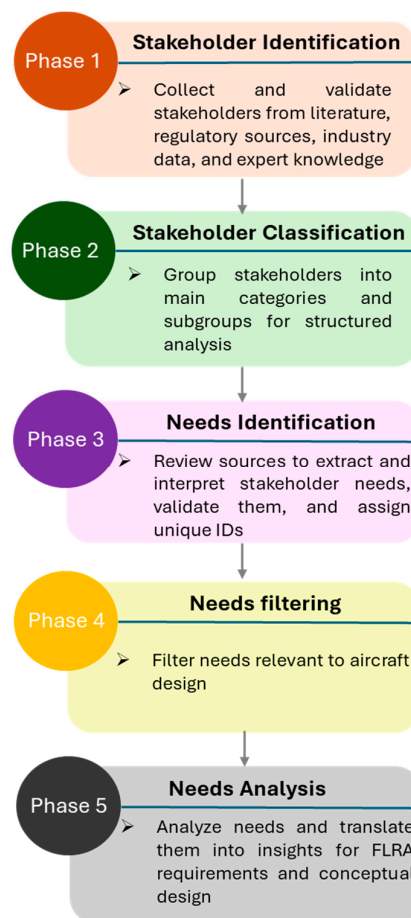 Phase 1
Stakeholder Identification
➢ Collect and validate
stakeholders from literature,
regulatory sources, industry
data, and expert knowledge
Phase 2
Stakeholder Classification
➢ Group stakeholders into
main categories and
subgroups for structured
analysis
Phase 3
Needs Identification
➢ Review sources to extract and
interpret stakeholder needs,
validate them, and assign
unique IDs
Phase 4
Needs filtering
➢ Filter needs relevant to aircraft
design
Phase 5
Needs Analysis
➢ Analyze needs and translate
them into insights for FLRA
requirements and conceptual
design